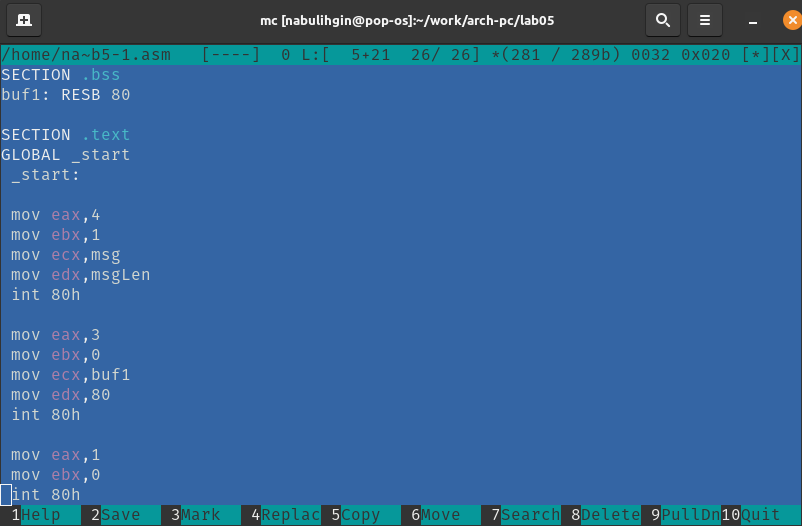 mc [nabulihgin@pop-os]:~/work/arch-pc/lab05
/home/na~b5-1.asm   [----]  0 L:[  5+21  26/ 26] *(281 / 289b) 0032 0x020 [*][X]
SECTION .bss
buf1: RESB 80

SECTION .text
GLOBAL _start
 _start:

 mov eax,4
 mov ebx,1
 mov ecx,msg
 mov edx,msgLen
 int 80h

 mov eax,3
 mov ebx,0
 mov ecx,buf1
 mov edx,80
 int 80h

 mov eax,1
 mov ebx,0
 int 80h
 1Help   2Save   3Mark   4Replac 5Copy   6Move   7Search 8Delete 9PullDn10Quit